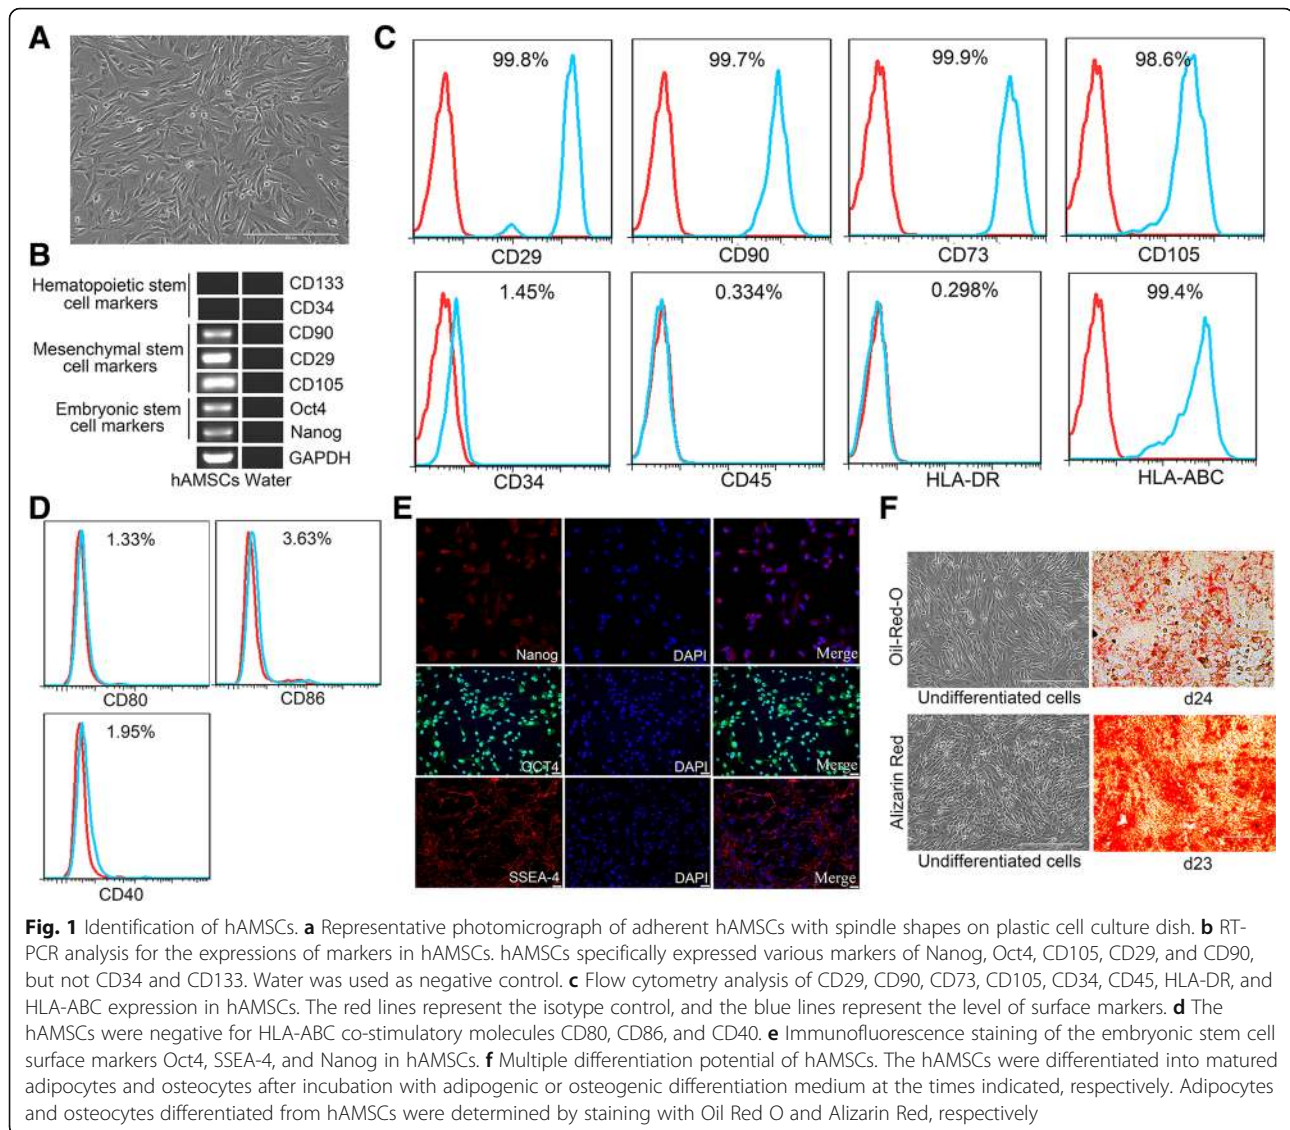 A
B
Hematopoietic stem
cell markers
CD133
CD34
Mesenchymal stem
cell markers
CD90
CD29
CD105
Embryonic stem
cell markers
Oct4
Nanog
GAPDH
hAMSCs Water
C
99.8%
99.7%
99.9%
98.6%
CD29
CD90
CD73
CD105
1.45%
0.334%
0.298%
99.4%
CD34
CD45
HLA-DR
HLA-ABC
D
1.33%
3.63%
CD80
CD86
1.95%
CD40
E
Nanog
DAPI
Merge
OCT4
DAPI
Merge
SSEA-4
DAPI
Merge
F
Oil-Red-O
Undifferentiated cells
d24
Alizarin Red
Undifferentiated cells
d23
Fig. 1 Identification of hAMSCs. a Representative photomicrograph of adherent hAMSCs with spindle shapes on plastic cell culture dish. b RT-
PCR analysis for the expressions of markers in hAMSCs. hAMSCs specifically expressed various markers of Nanog, Oct4, CD105, CD29, and CD90,
but not CD34 and CD133. Water was used as negative control. c Flow cytometry analysis of CD29, CD90, CD73, CD105, CD34, CD45, HLA-DR, and
HLA-ABC expression in hAMSCs. The red lines represent the isotype control, and the blue lines represent the level of surface markers. d The
hAMSCs were negative for HLA-ABC co-stimulatory molecules CD80, CD86, and CD40. e Immunofluorescence staining of the embryonic stem cell
surface markers Oct4, SSEA-4, and Nanog in hAMSCs. f Multiple differentiation potential of hAMSCs. The hAMSCs were differentiated into matured
adipocytes and osteocytes after incubation with adipogenic or osteogenic differentiation medium at the times indicated, respectively. Adipocytes
and osteocytes differentiated from hAMSCs were determined by staining with Oil Red O and Alizarin Red, respectively